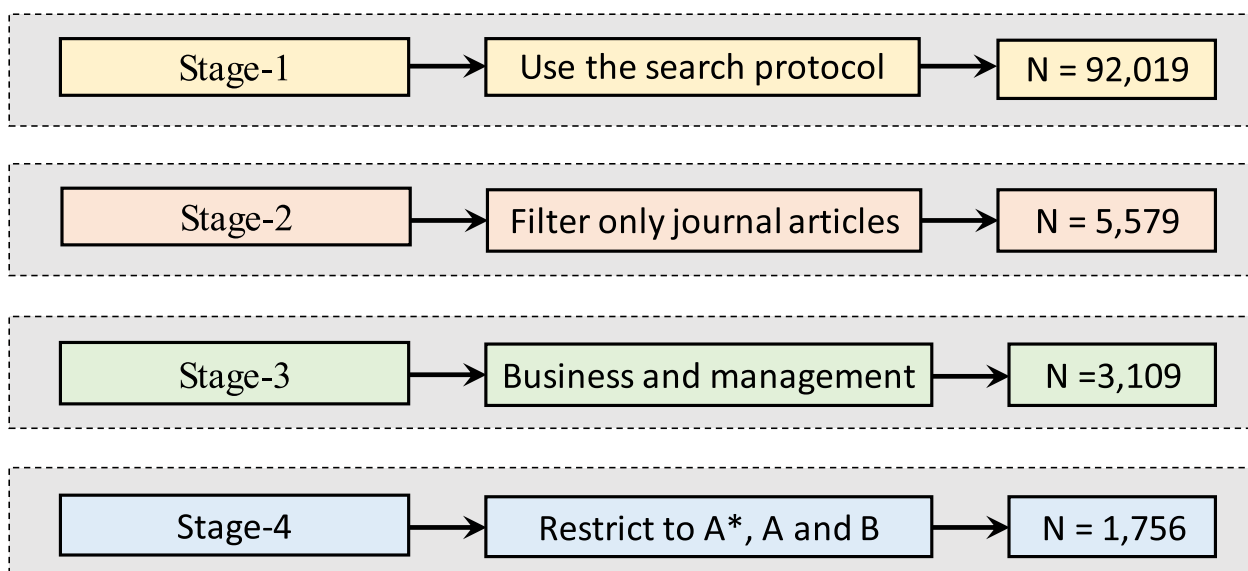 Stage-1
Use the search protocol
N = 92,019
Stage-2
Filter only journal articles
N = 5,579
Stage-3
Business and management
N =3,109
Stage-4
Restrict to A*, A and B
N = 1,756